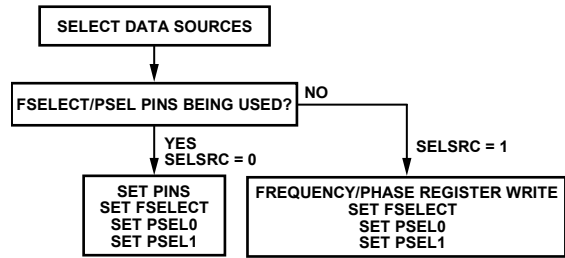 SELECT DATA SOURCES
FSELECT/PSEL PINS BEING USED?
NO
YES
SELSRC = 0
SELSRC = 1
SET PINS
SET FSELECT
SET PSEL0
SET PSEL1
FREQUENCY/PHASE REGISTER WRITE
SET FSELECT
SET PSEL0
SET PSEL1